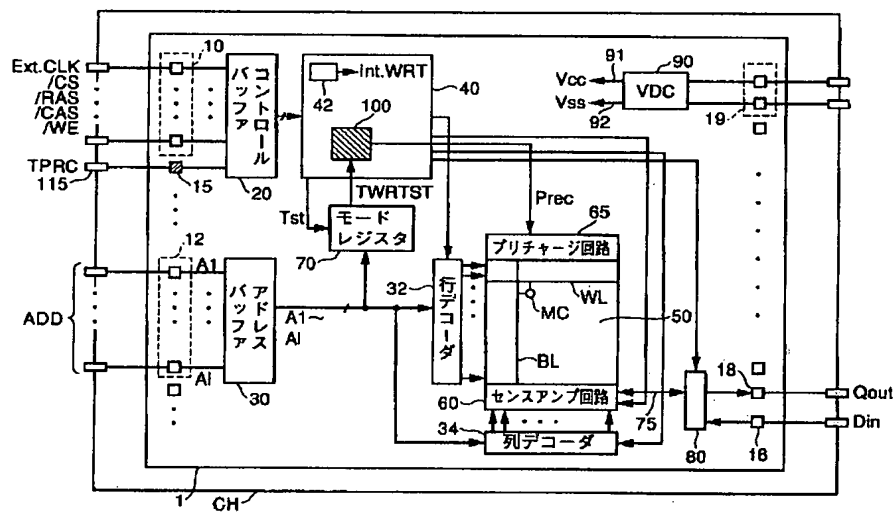 Ext.CLK
/CS
/RAS
/CAS
/WE
TPRC
115
10
15
コントロールバッファ
20
42
Int.WRT
100
40
TWRTST
Tst
モード
レジスタ
70
12
A1
Al
ADD
アドレスバッファ
30
A1~
Al
32
行デコーダ
Prec
65
プリチャージ回路
WL
MC
50
BL
60
センスアンプ回路
75
34
列デコーダ
Vcc
91
90
VDC
Vss
92
19
18
Qout
Din
80
16
1
CH